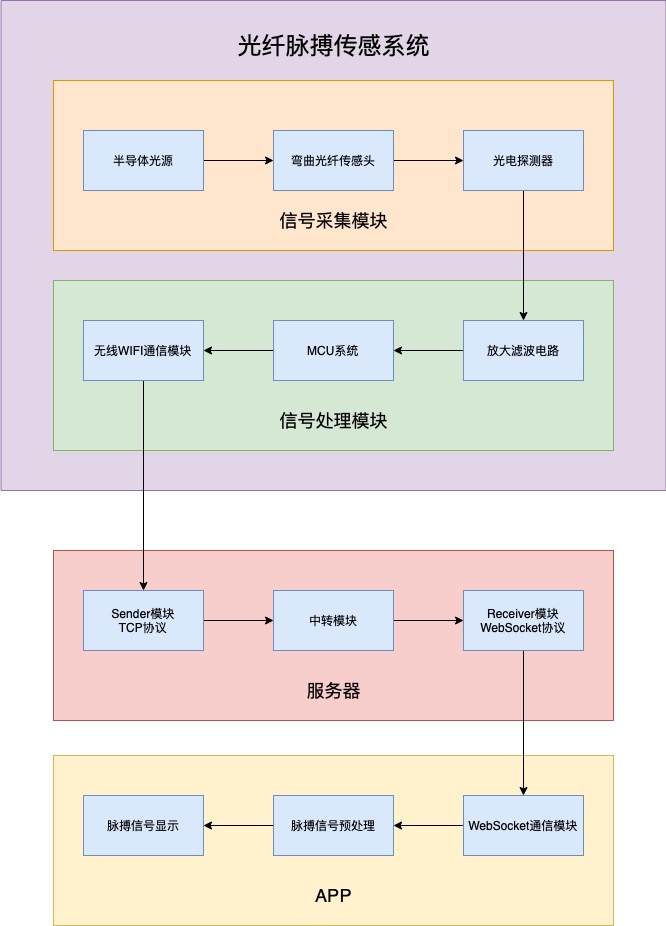 光纤脉搏传感系统
半导体光源
弯曲光纤传感头
光电探测器
信号采集模块
无线WIFI通信模块
MCU系统
放大滤波电路
信号处理模块
Sender模块
TCP协议
中转模块
Receiver模块
WebSocket协议
服务器
脉搏信号显示
脉搏信号预处理
WebSocket通信模块
APP